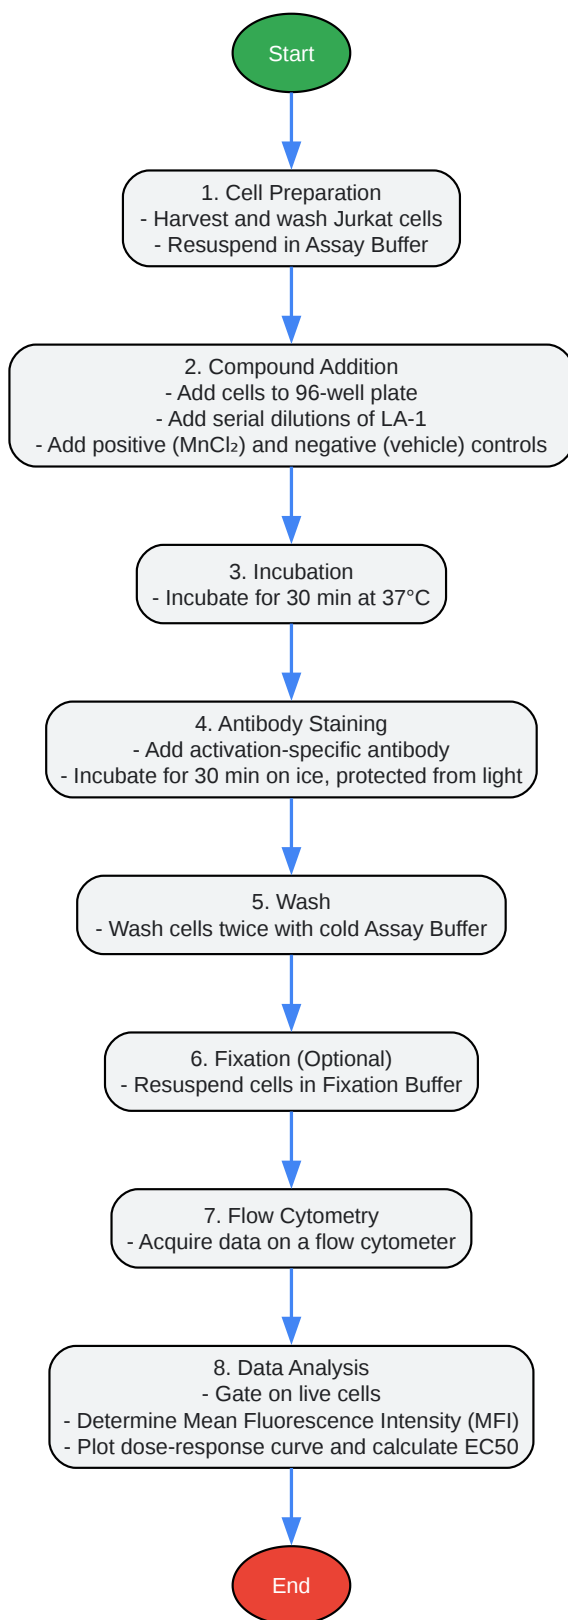 Start
1. Cell Preparation
- Harvest and wash Jurkat cells
- Resuspend in Assay Buffer
2. Compound Addition
- Add cells to 96-well plate
- Add serial dilutions of LA-1
- Add positive (MnCl₂) and negative (vehicle) controls
3. Incubation
- Incubate for 30 min at 37°C
4. Antibody Staining
- Add activation-specific antibody
- Incubate for 30 min on ice, protected from light
5. Wash
- Wash cells twice with cold Assay Buffer
6. Fixation (Optional)
- Resuspend cells in Fixation Buffer
7. Flow Cytometry
- Acquire data on a flow cytometer
8. Data Analysis
- Gate on live cells
- Determine Mean Fluorescence Intensity (MFI)
- Plot dose-response curve and calculate EC50
End